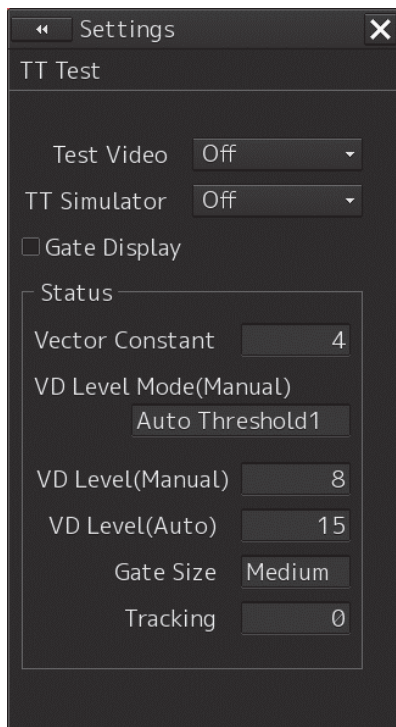 Settings
TT Test
Test Video Off
TT Simulator Off
Gate Display
Status
Vector Constant 4
VD Level Mode(Manual)
Auto Threshold1
VD Level(Manual) 8
VD Level(Auto) 15
Gate Size Medium
Tracking 0